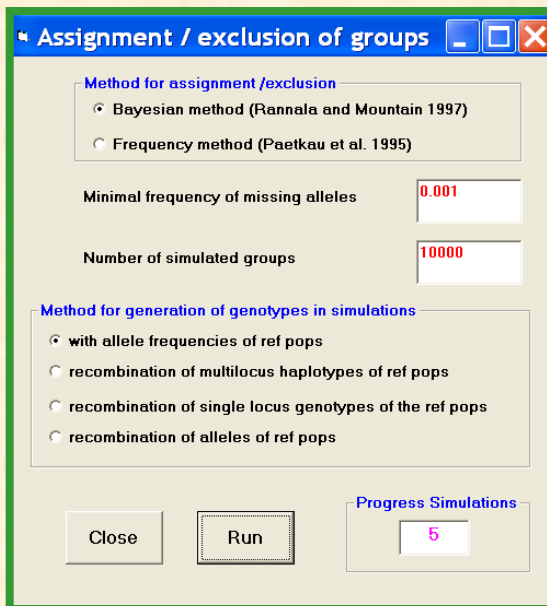 Assignment / exclusion of groups
Method for assignment /exclusion
Bayesian method (Rannala and Mountain 1997)
Frequency method (Paetkau et al. 1995)
Minimal frequency of missing alleles
0.001
Number of simulated groups
10000
Method for generation of genotypes in simulations
with allele frequencies of ref pops
recombination of multilocus haplotypes of ref pops
recombination of single locus genotypes of the ref pops
recombination of alleles of ref pops
Close
Run
Progress Simulations
5